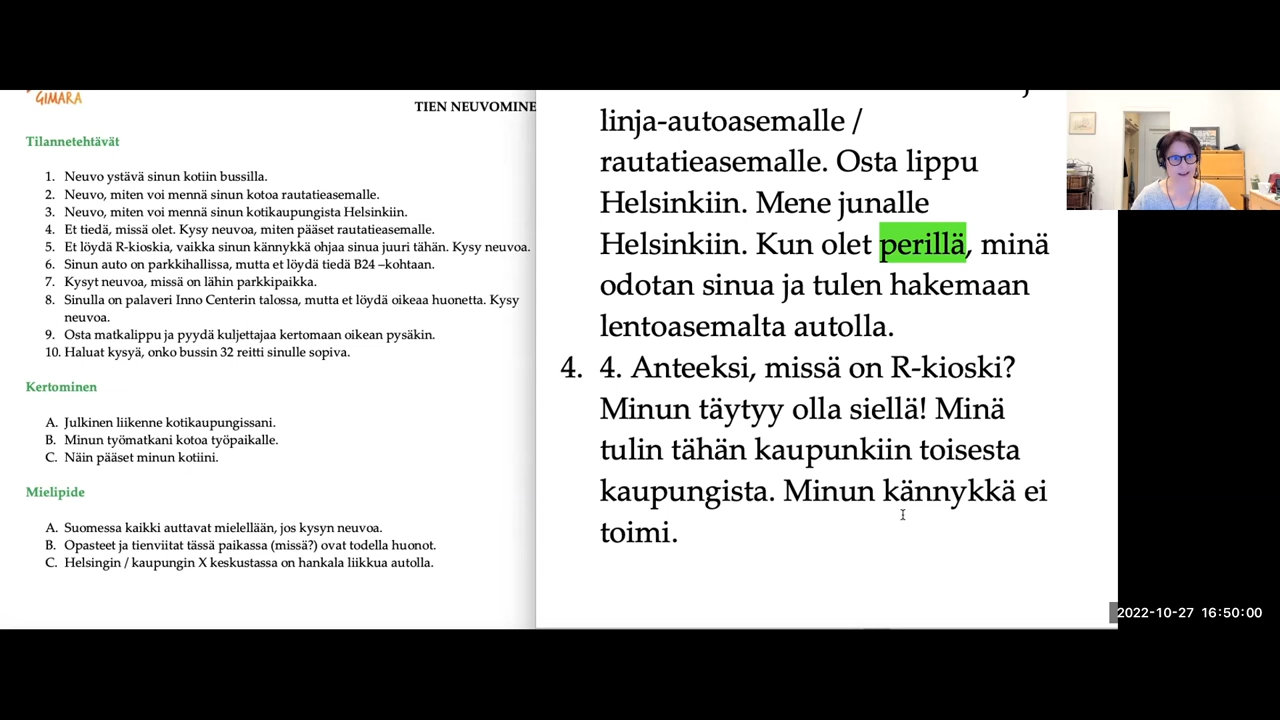 GIMARA
TIEN NEUVOMINE
Tilannetehtävät
1. Neuvo ystävä sinun kotiin bussilla.
2. Neuvo, miten voi mennä sinun kotoa rautatieasemalle.
3. Neuvo, miten voi mennä sinun kotikaupungista Helsinkiin.
4. Et tiedä, missä olet. Kysy neuvoa, miten pääset rautatieasemalle.
5. Et löydä R-kioskia, vaikka sinun kännykkä ohjaa sinua juuri tähän. Kysy neuvoa.
6. Sinun auto on parkkihallissa, mutta et löydä tiedä B24 –kohtaan.
7. Kysyt neuvoa, missä on lähin parkkipaikka.
8. Sinulla on palaveri Inno Centerin talossa, mutta et löydä oikeaa huonetta. Kysy
neuvoa.
9. Osta matkalippu ja pyydä kuljettajaa kertomaan oikean pysäkin.
10. Haluat kysyä, onko bussin 32 reitti sinulle sopiva.
Kertominen
A. Julkinen liikenne kotikaupungissani.
B. Minun työmatkani kotoa työpaikalle.
C. Näin pääset minun kotiini.
Mielipide
A. Suomessa kaikki auttavat mielellään, jos kysyn neuvoa.
B. Opasteet ja tienviitat tässä paikassa (missä?) ovat todella huonot.
C. Helsingin / kaupungin X keskustassa on hankala liikkua autolla.
linja-autoasemalle /
rautatieasemalle. Osta lippu
Helsinkiin. Mene junalle
Helsinkiin. Kun olet perillä, minä
odotan sinua ja tulen hakemaan
lentoasemalta autolla.
4. 4. Anteeksi, missä on R-kioski?
Minun täytyy olla siellä! Minä
tulin tähän kaupunkiin toisesta
kaupungista. Minun kännykkä ei
toimi.
2022-10-27 16:50:00